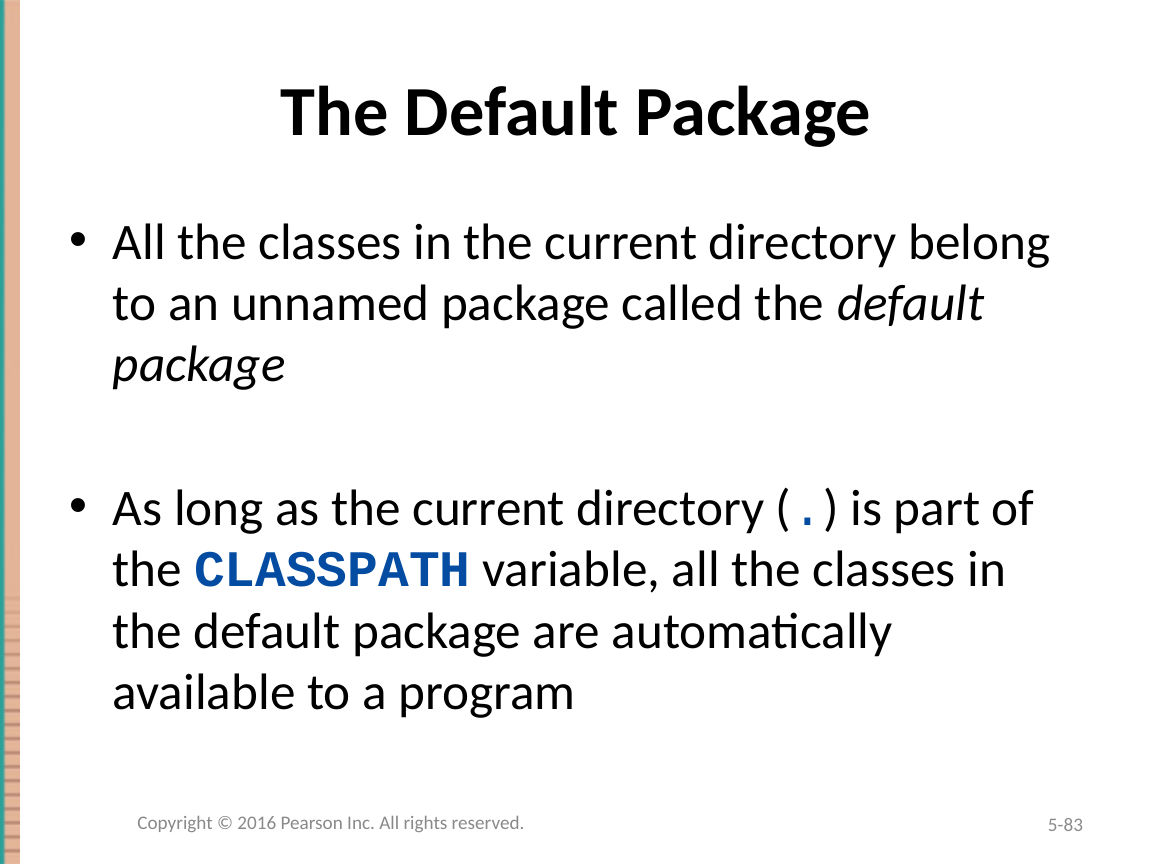 The Default Package
• All the classes in the current directory belong
to an unnamed package called the default
package
• As long as the current directory (.) is part of
the CLASSPATH variable, all the classes in
the default package are automatically
available to a program
Copyright © 2016 Pearson Inc. All rights reserved.
5-83